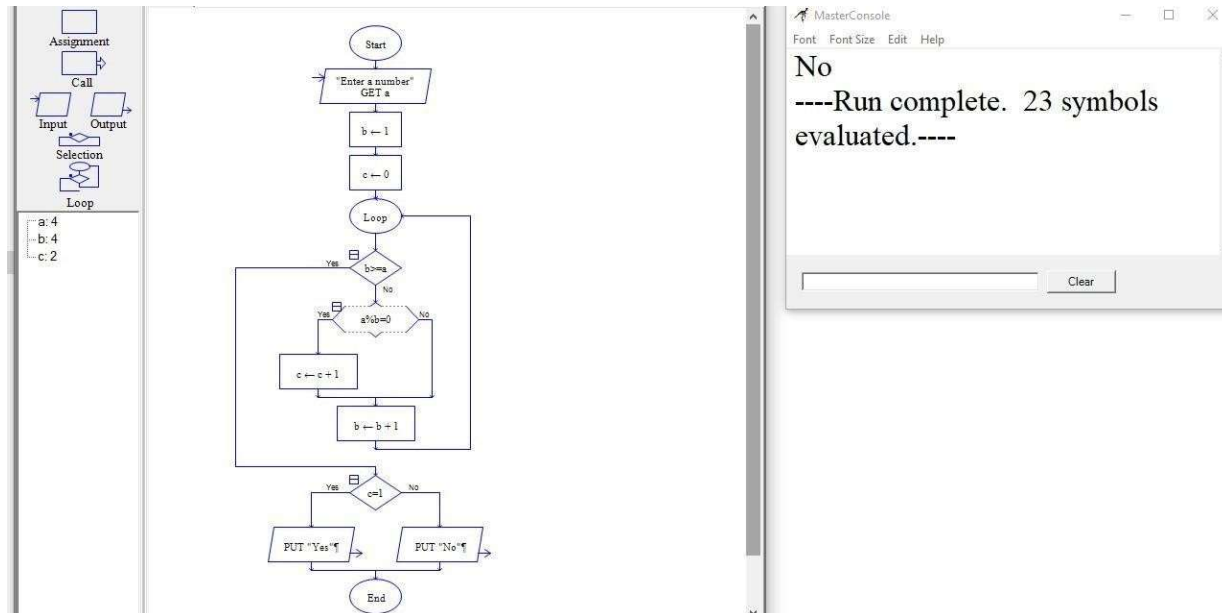 Assignment
Call
Input Output
Selection
Loop
a: 4
b: 4
c: 2
Start
"Enter a number"
GET a
b ← 1
c ← 0
Loop
Yes b>=a
No
Yes a%b=0 No
c ← c + 1
b ← b + 1
Yes c=1 No
PUT "Yes"¶ PUT "No"¶
End
MasterConsole
Font Font Size Edit Help
No
----Run complete. 23 symbols
evaluated.----
Clear